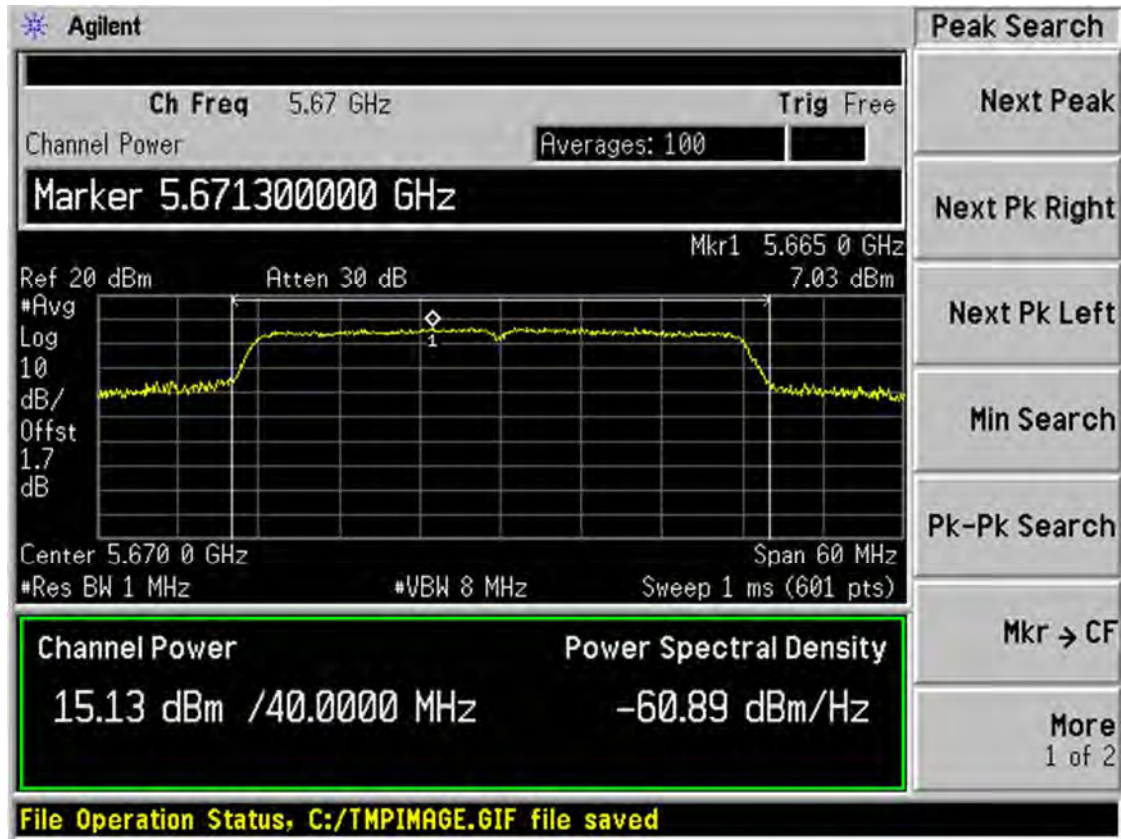 Agilent
Peak Search
Ch Freq 5.67 GHz
Trig Free
Channel Power
Averages: 100
Marker 5.671300000 GHz
Mkr1 5.665 0 GHz
Ref 20 dBm
Atten 30 dB
7.03 dBm
#Avg
Log
10
dB/
Offst
1.7
dB
1
Center 5.670 0 GHz
Span 60 MHz
#Res BW 1 MHz
#VBW 8 MHz
Sweep 1 ms (601 pts)
Channel Power
Power Spectral Density
15.13 dBm /40.0000 MHz
-60.89 dBm/Hz
Next Peak
Next Pk Right
Next Pk Left
Min Search
Pk-Pk Search
Mkr → CF
More
1 of 2
File Operation Status, C:/TMPIMAGE.GIF file saved